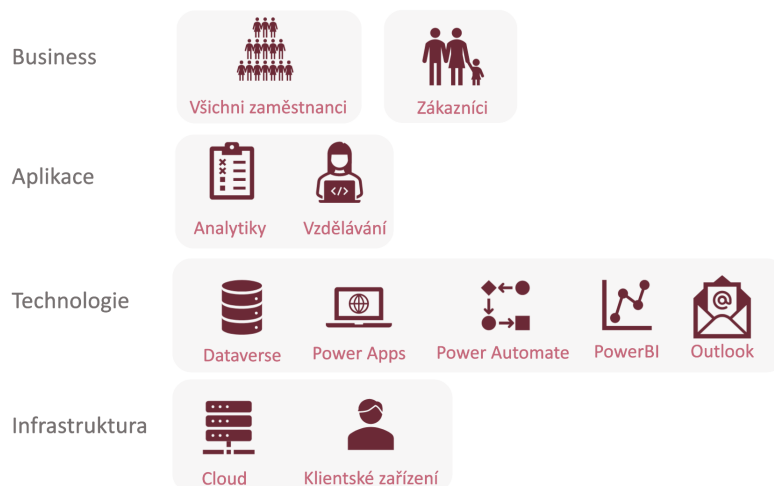 Business
Všichni zaměstnanci
Zákazníci
Aplikace
Analytiky
Vzdělávání
Technologie
Dataverse
Power Apps
Power Automate
PowerBI
Outlook
Infrastruktura
Cloud
Klientské zařízení